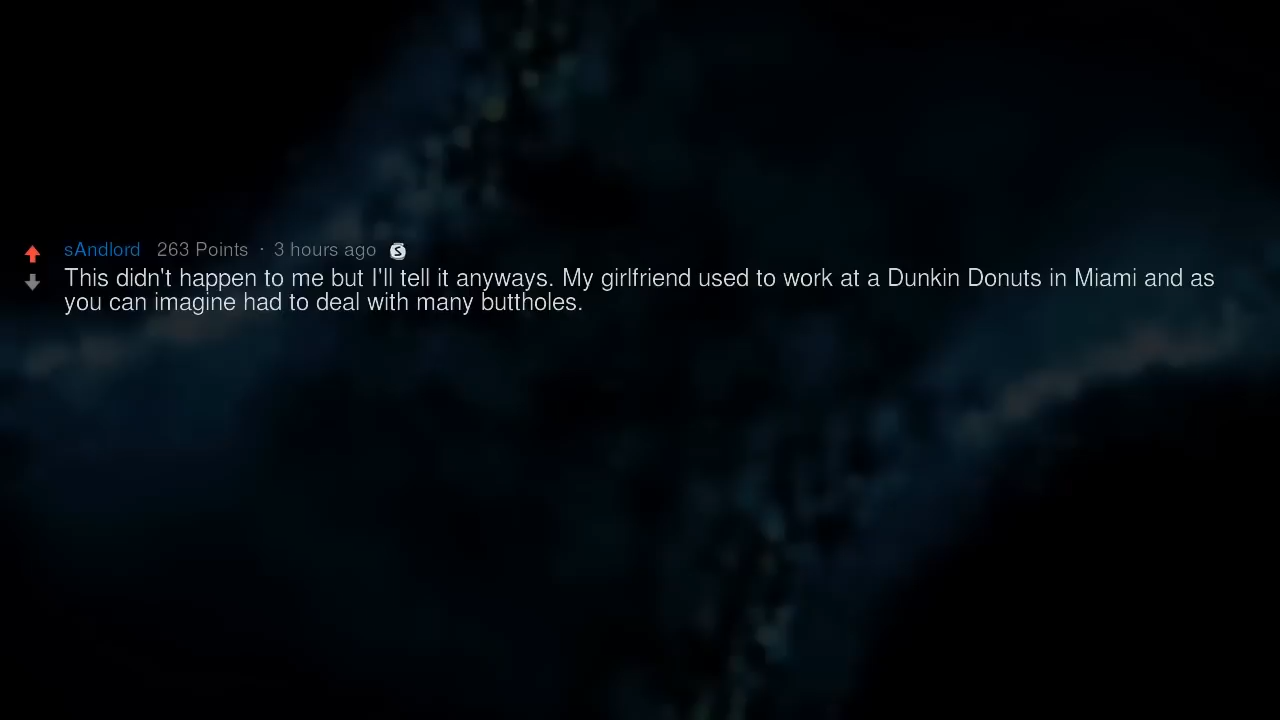 sAndlord 263 Points · 3 hours ago S
This didn't happen to me but I'll tell it anyways. My girlfriend used to work at a Dunkin Donuts in Miami and as
you can imagine had to deal with many buttholes.